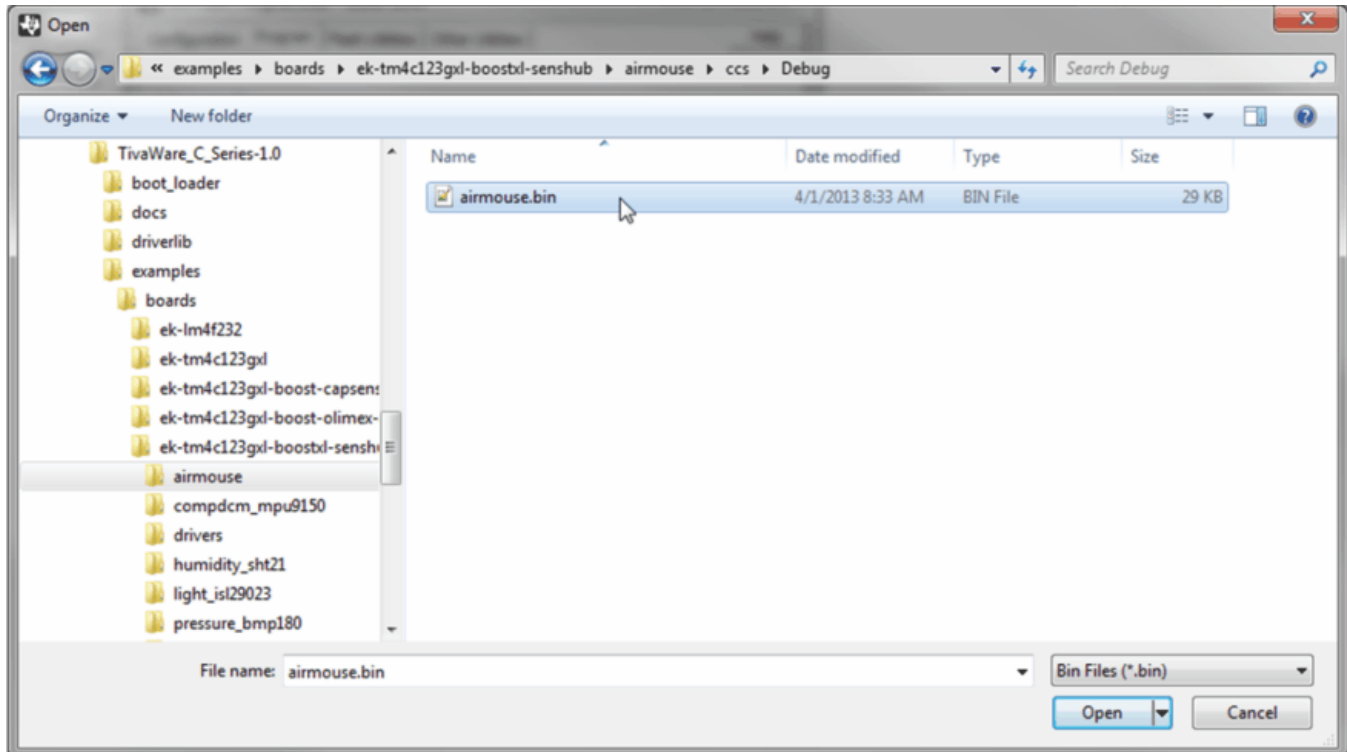 Open
« examples ▸ boards ▸ ek-tm4c123gxl-boostxl-senshub ▸ airmouse ▸ ccs ▸ Debug
Search Debug
Organize
New folder
Name
Date modified
Type
Size
TivaWare_C_Series-1.0
boot_loader
docs
driverlib
examples
boards
ek-lm4f232
ek-tm4c123gxl
ek-tm4c123gxl-boost-capsens
ek-tm4c123gxl-boost-olimex-
ek-tm4c123gxl-boostxl-sensh
airmouse
compdcm_mpu9150
drivers
humidity_sht21
light_isl29023
pressure_bmp180
airmouse.bin 4/1/2013 8:33 AM BIN File 29 KB
File name: airmouse.bin
Bin Files (*.bin)
Open
Cancel